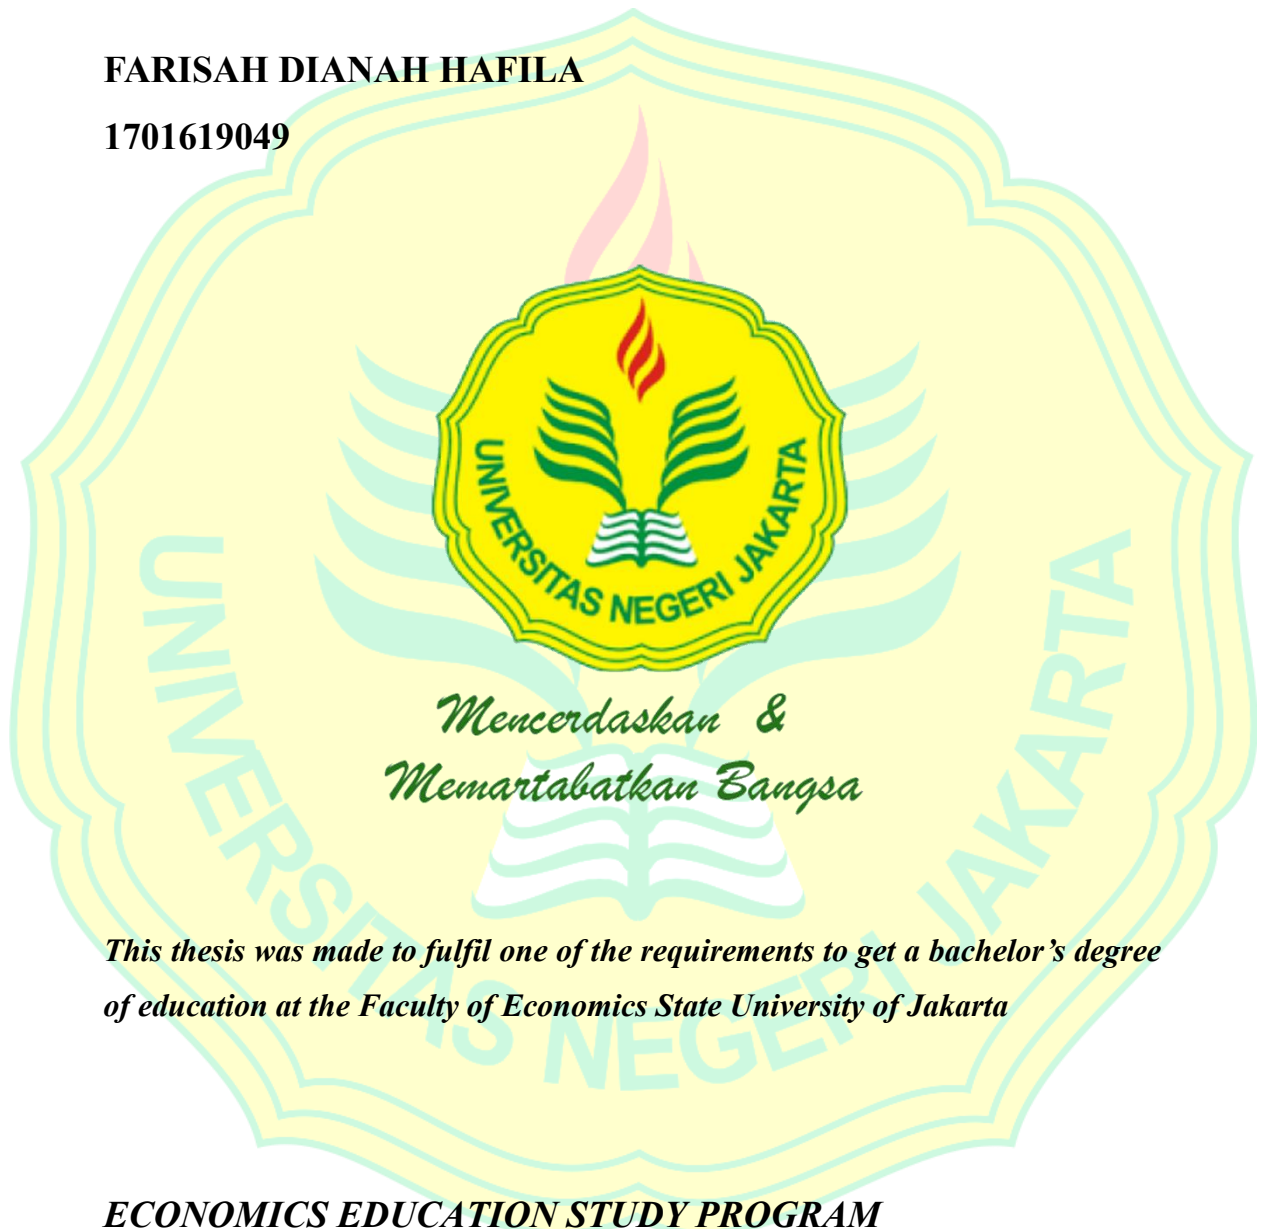 FARISAH DIANAH HAFILA
1701619049
UNIVERSITAS NEGERI JAKARTA
Mencerdaskan &
Memartabatkan Bangsa
This thesis was made to fulfil one of the requirements to get a bachelor’s degree
of education at the Faculty of Economics State University of Jakarta
ECONOMICS EDUCATION STUDY PROGRAM
UNIVERSITAS NEGERI JAKARTA